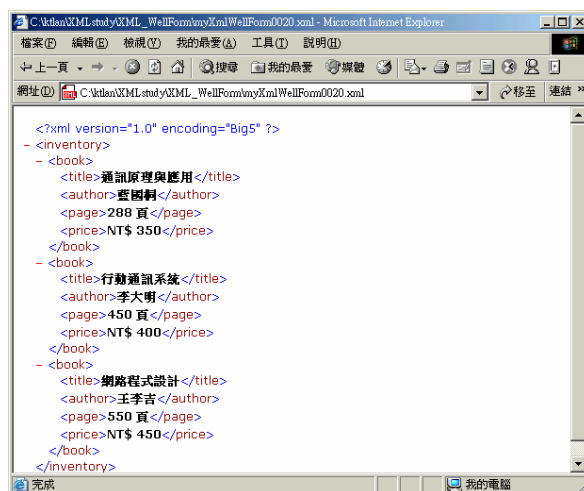 C:\ktlan\XMLstudy\XML_WellForm\myXmlWellForm0020.xml - Microsoft Internet Explorer
檔案(F) 編輯(E) 檢視(V) 我的最愛(A) 工具(T) 說明(H)
上一頁 搜尋 我的最愛 媒體
網址(D) C:\ktlan\XMLstudy\XML_WellForm\myXmlWellForm0020.xml 移至 連結 »
<?xml version="1.0" encoding="Big5" ?>
- <inventory>
- <book>
<title>通訊原理與應用</title>
<author>藍國桐</author>
<page>288 頁</page>
<price>NT$ 350</price>
</book>
- <book>
<title>行動通訊系統</title>
<author>李大明</author>
<page>450 頁</page>
<price>NT$ 400</price>
</book>
- <book>
<title>網路程式設計</title>
<author>王李吉</author>
<page>550 頁</page>
<price>NT$ 450</price>
</book>
</inventory>
完成 我的電腦